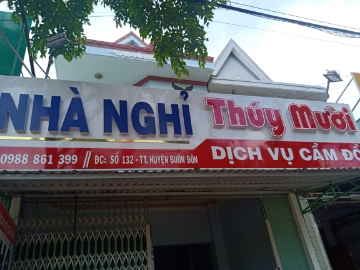 NHÀ NGHỈ Thúy Mười
0988 861 399 // ĐC: SỐ 132 - TT. HUYỆN BUÔN ĐÔN
DỊCH VỤ CẦM ĐỒ